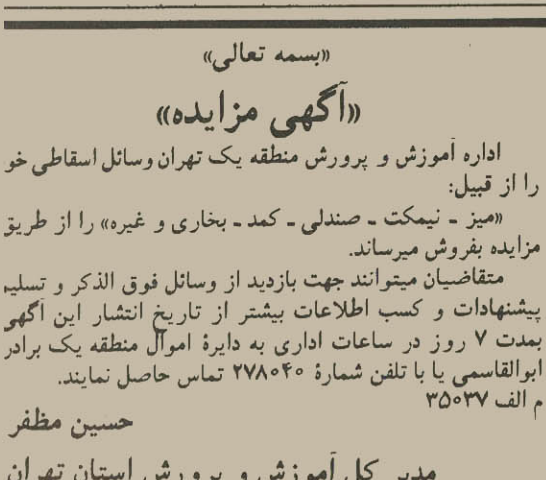 «بسمه تعالی»
«آگهی مزایده»
اداره آموزش و پرورش منطقه یک تهران وسائل اسقاطی خو
را از قبیل:
«میز ـ نیمکت ـ صندلی ـ کمد ـ بخاری و غیره» را از طریق
مزایده بفروش میرساند.
متقاضیان میتوانند جهت بازدید از وسائل فوق الذکر و تسلیم
پیشنهادات و کسب اطلاعات بیشتر از تاریخ انتشار این آگهی
بمدت ۷ روز در ساعات اداری به دایرهٔ اموال منطقه یک برادر
ابوالقاسمی یا با تلفن شمارهٔ ۲۷۸۰۴۰ تماس حاصل نمایند.
م الف ۳۵۰۳۷
حسین مظفر
مدیر کل آموزش و پرورش استان تهران